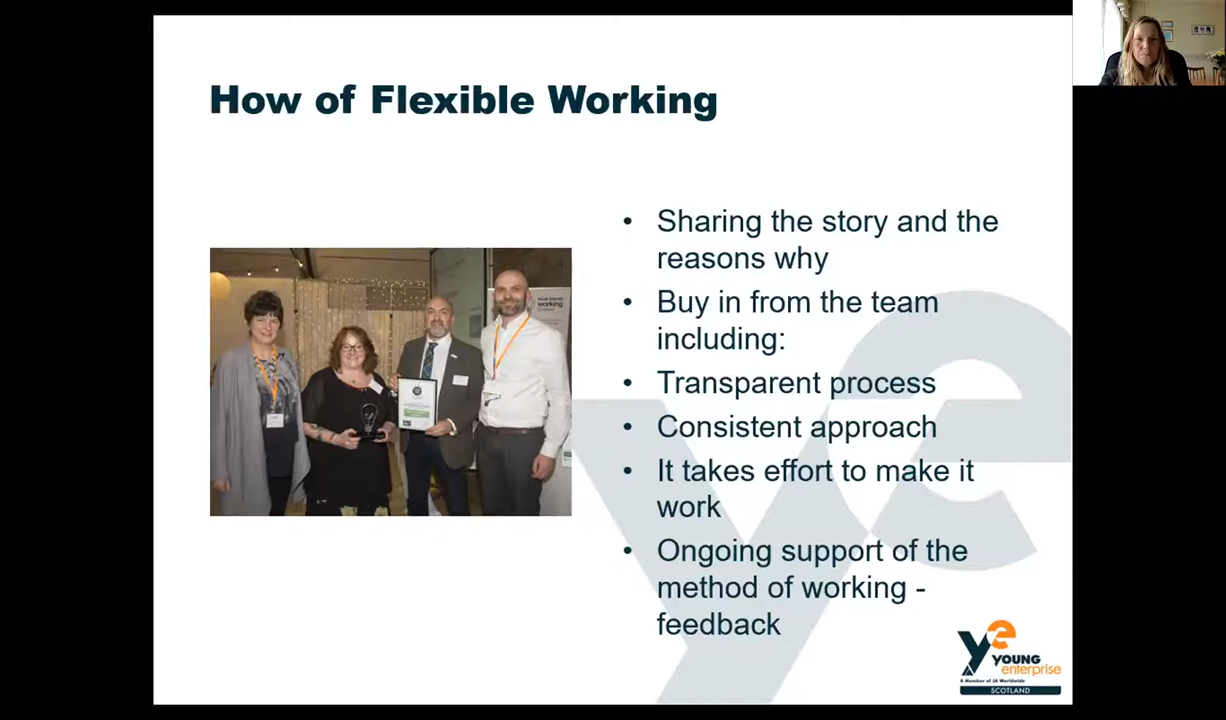 How of Flexible Working
• Sharing the story and the
reasons why
• Buy in from the team
including:
• Transparent process
• Consistent approach
• It takes effort to make it
work
• Ongoing support of the
method of working -
feedback
working
ye
YOUNG
enterprise
A Member of JA Worldwide
SCOTLAND